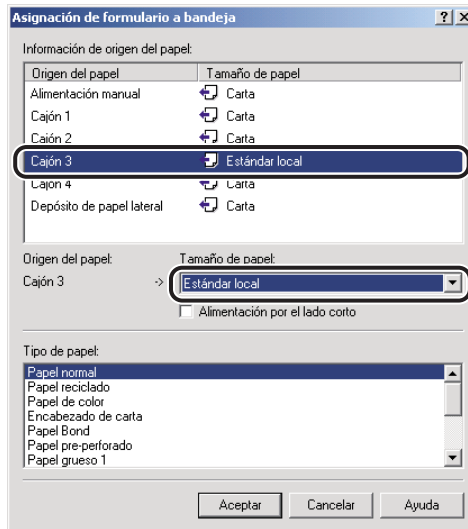 Asignación de formulario a bandeja
Información de origen del papel:
Origen del papel Tamaño de papel
Alimentación manual Carta
Cajón 1 Carta
Cajón 2 Carta
Cajón 3 Estándar local
Cajón 4 Carta
Depósito de papel lateral Carta
Origen del papel: Tamaño de papel:
Cajón 3 -> Estándar local
Alimentación por el lado corto
Tipo de papel:
Papel normal
Papel reciclado
Papel de color
Encabezado de carta
Papel Bond
Papel pre-perforado
Papel grueso 1
Aceptar Cancelar Ayuda